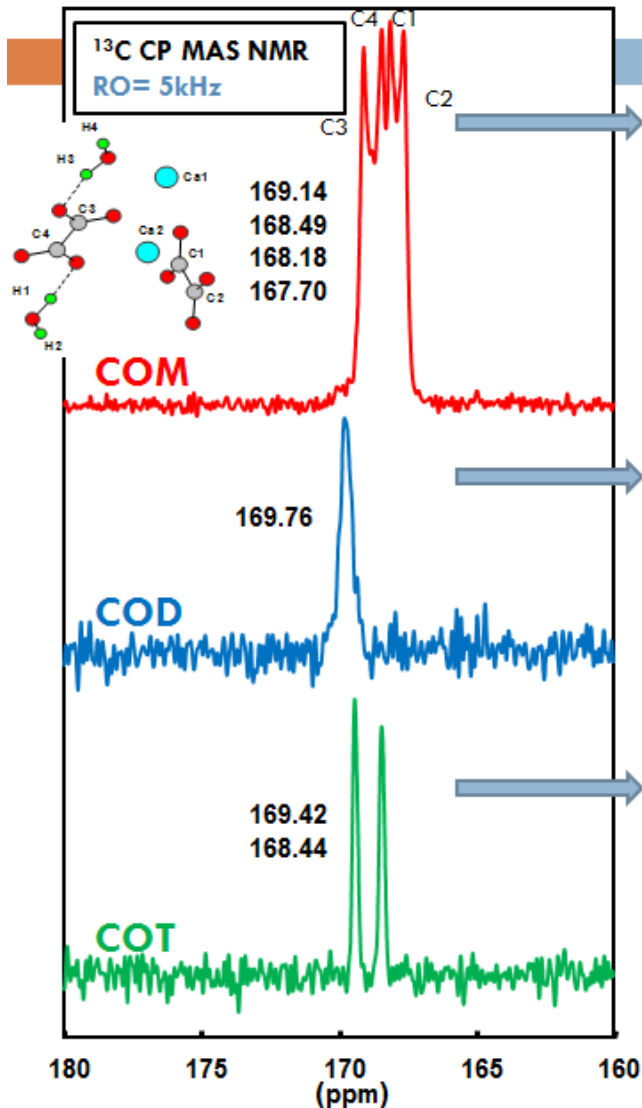 C4 C1
¹³C CP MAS NMR
RO= 5kHz
C2
C3
H4
H3
Ca1
C3
C4
Ca2
C1
H1
C2
H2
169.14
168.49
168.18
167.70
COM
169.76
COD
169.42
168.44
COT
180 175 170 165 160
(ppm)